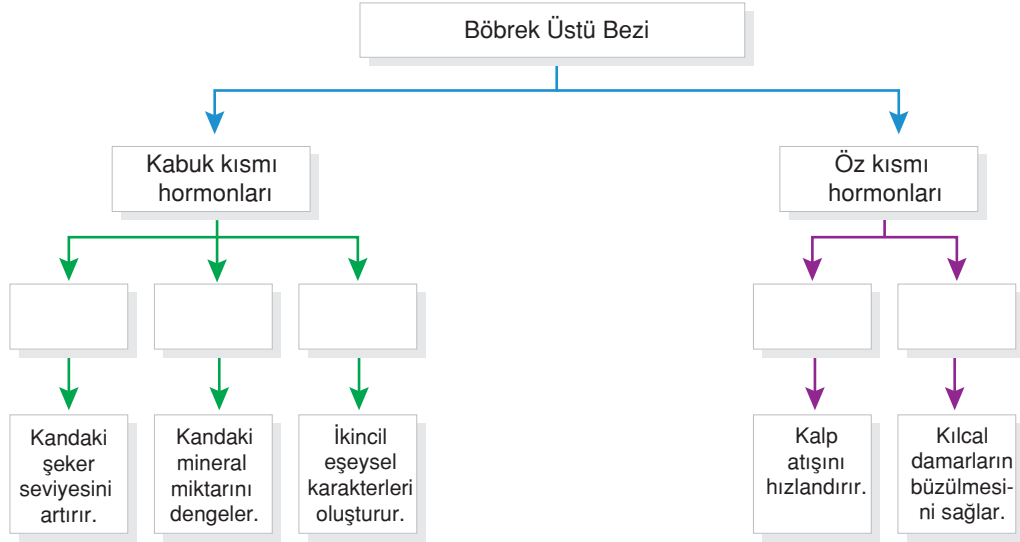 Böbrek Üstü Bezi
Kabuk kısmı
hormonları
Öz kısmı
hormonları
Kandaki
şeker
seviyesini
artırır.
Kandaki
mineral
miktarını
dengeler.
İkincil
eşeysel
karakterleri
oluşturur.
Kalp
atışını
hızlandırır.
Kılcal
damarların
büzülmesi-
ni sağlar.